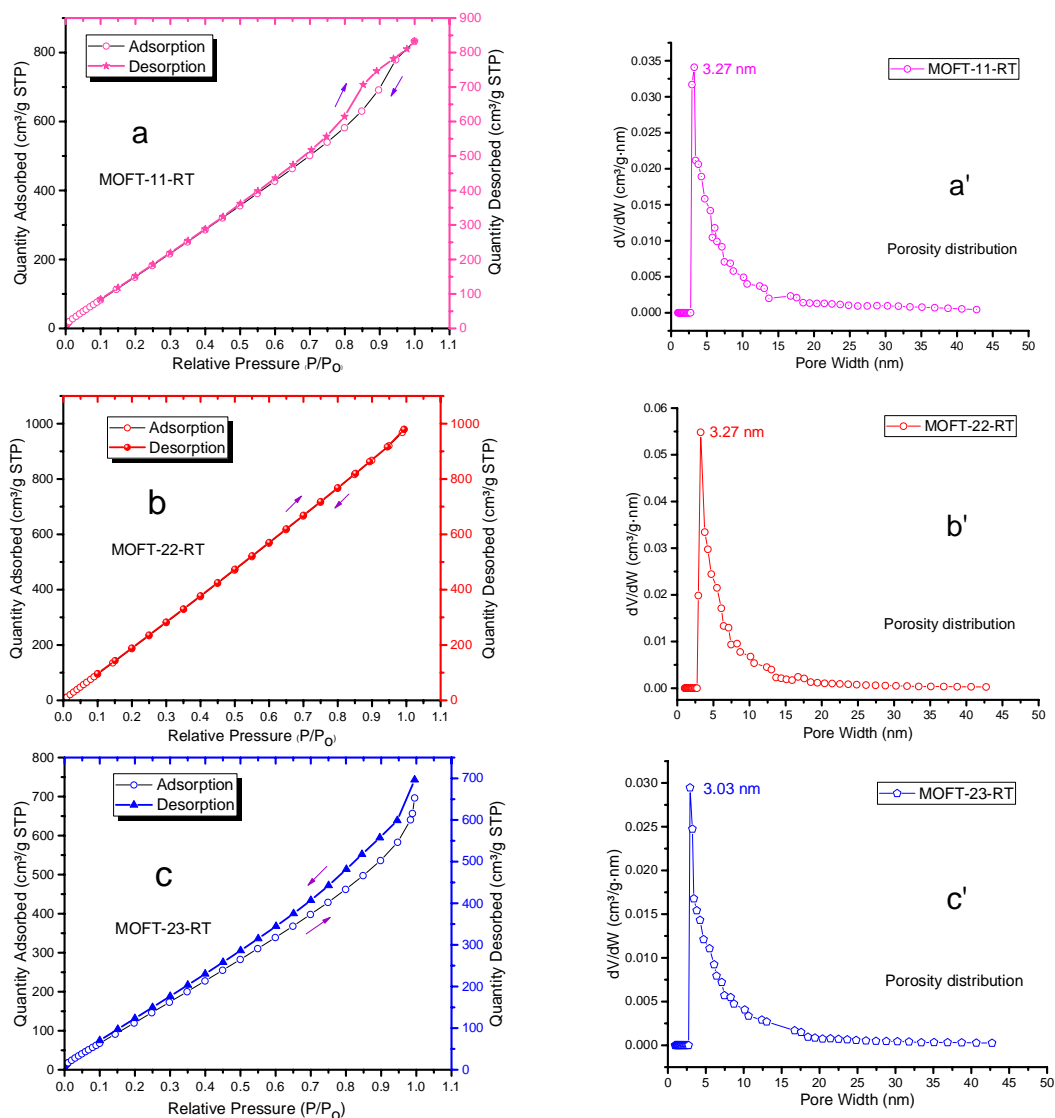 Adsorption
Desorption
a
MOFT-11-RT
Quantity Adsorbed (cm³/g STP)
Quantity Desorbed (cm³/g STP)
0 200 400 600 800
0 100 200 300 400 500 600 700 800 900
0.0 0.1 0.2 0.3 0.4 0.5 0.6 0.7 0.8 0.9 1.0 1.1
Relative Pressure (P/Po)
3.27 nm
MOFT-11-RT
a'
Porosity distribution
dV/dW (cm³/g·nm)
0.000 0.005 0.010 0.015 0.020 0.025 0.030 0.035
0 5 10 15 20 25 30 35 40 45 50
Pore Width (nm)
Adsorption
Desorption
b
MOFT-22-RT
Quantity Adsorbed (cm³/g STP)
Quantity Desorbed (cm³/g STP)
0 200 400 600 800 1000
0 200 400 600 800 1000
0.0 0.1 0.2 0.3 0.4 0.5 0.6 0.7 0.8 0.9 1.0 1.1
Relative Pressure (P/Po)
3.27 nm
MOFT-22-RT
b'
Porosity distribution
dV/dW (cm³/g·nm)
0.00 0.01 0.02 0.03 0.04 0.05 0.06
0 5 10 15 20 25 30 35 40 45 50
Pore Width (nm)
Adsorption
Desorption
c
MOFT-23-RT
Quantity Adsorbed (cm³/g STP)
Quantity Desorbed (cm³/g STP)
0 100 200 300 400 500 600 700 800
0 100 200 300 400 500 600 700
0.0 0.1 0.2 0.3 0.4 0.5 0.6 0.7 0.8 0.9 1.0 1.1
Relative Pressure (P/Po)
3.03 nm
MOFT-23-RT
c'
Porosity distribution
dV/dW (cm³/g·nm)
0.000 0.005 0.010 0.015 0.020 0.025 0.030
0 5 10 15 20 25 30 35 40 45 50
Pore Width (nm)